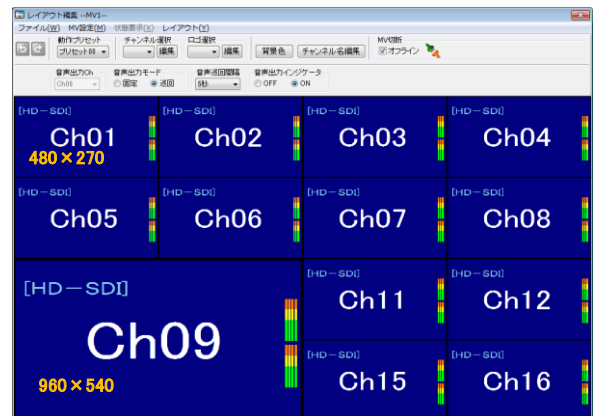 レイアウト編集 --MV1--
ファイル(W) MV設定(M) 状態要求(Z) レイアウト(Y)
動作プリセット チャンネル選択 ロゴ選択 MV切断
プリセット01 編集 編集 背景色 チャンネル名編集 オフライン
音声出力Ch 音声出力モード 音声巡回間隔 音声出力インジケータ
Ch08 固定 巡回 5秒 OFF ON
[HD-SDI] [HD-SDI] [HD-SDI] [HD-SDI]
Ch01 Ch02 Ch03 Ch04
480×270
[HD-SDI] [HD-SDI] [HD-SDI] [HD-SDI]
Ch05 Ch06 Ch07 Ch08
[HD-SDI] [HD-SDI]
[HD-SDI]
Ch11 Ch12
Ch09
[HD-SDI] [HD-SDI]
960×540
Ch15 Ch16